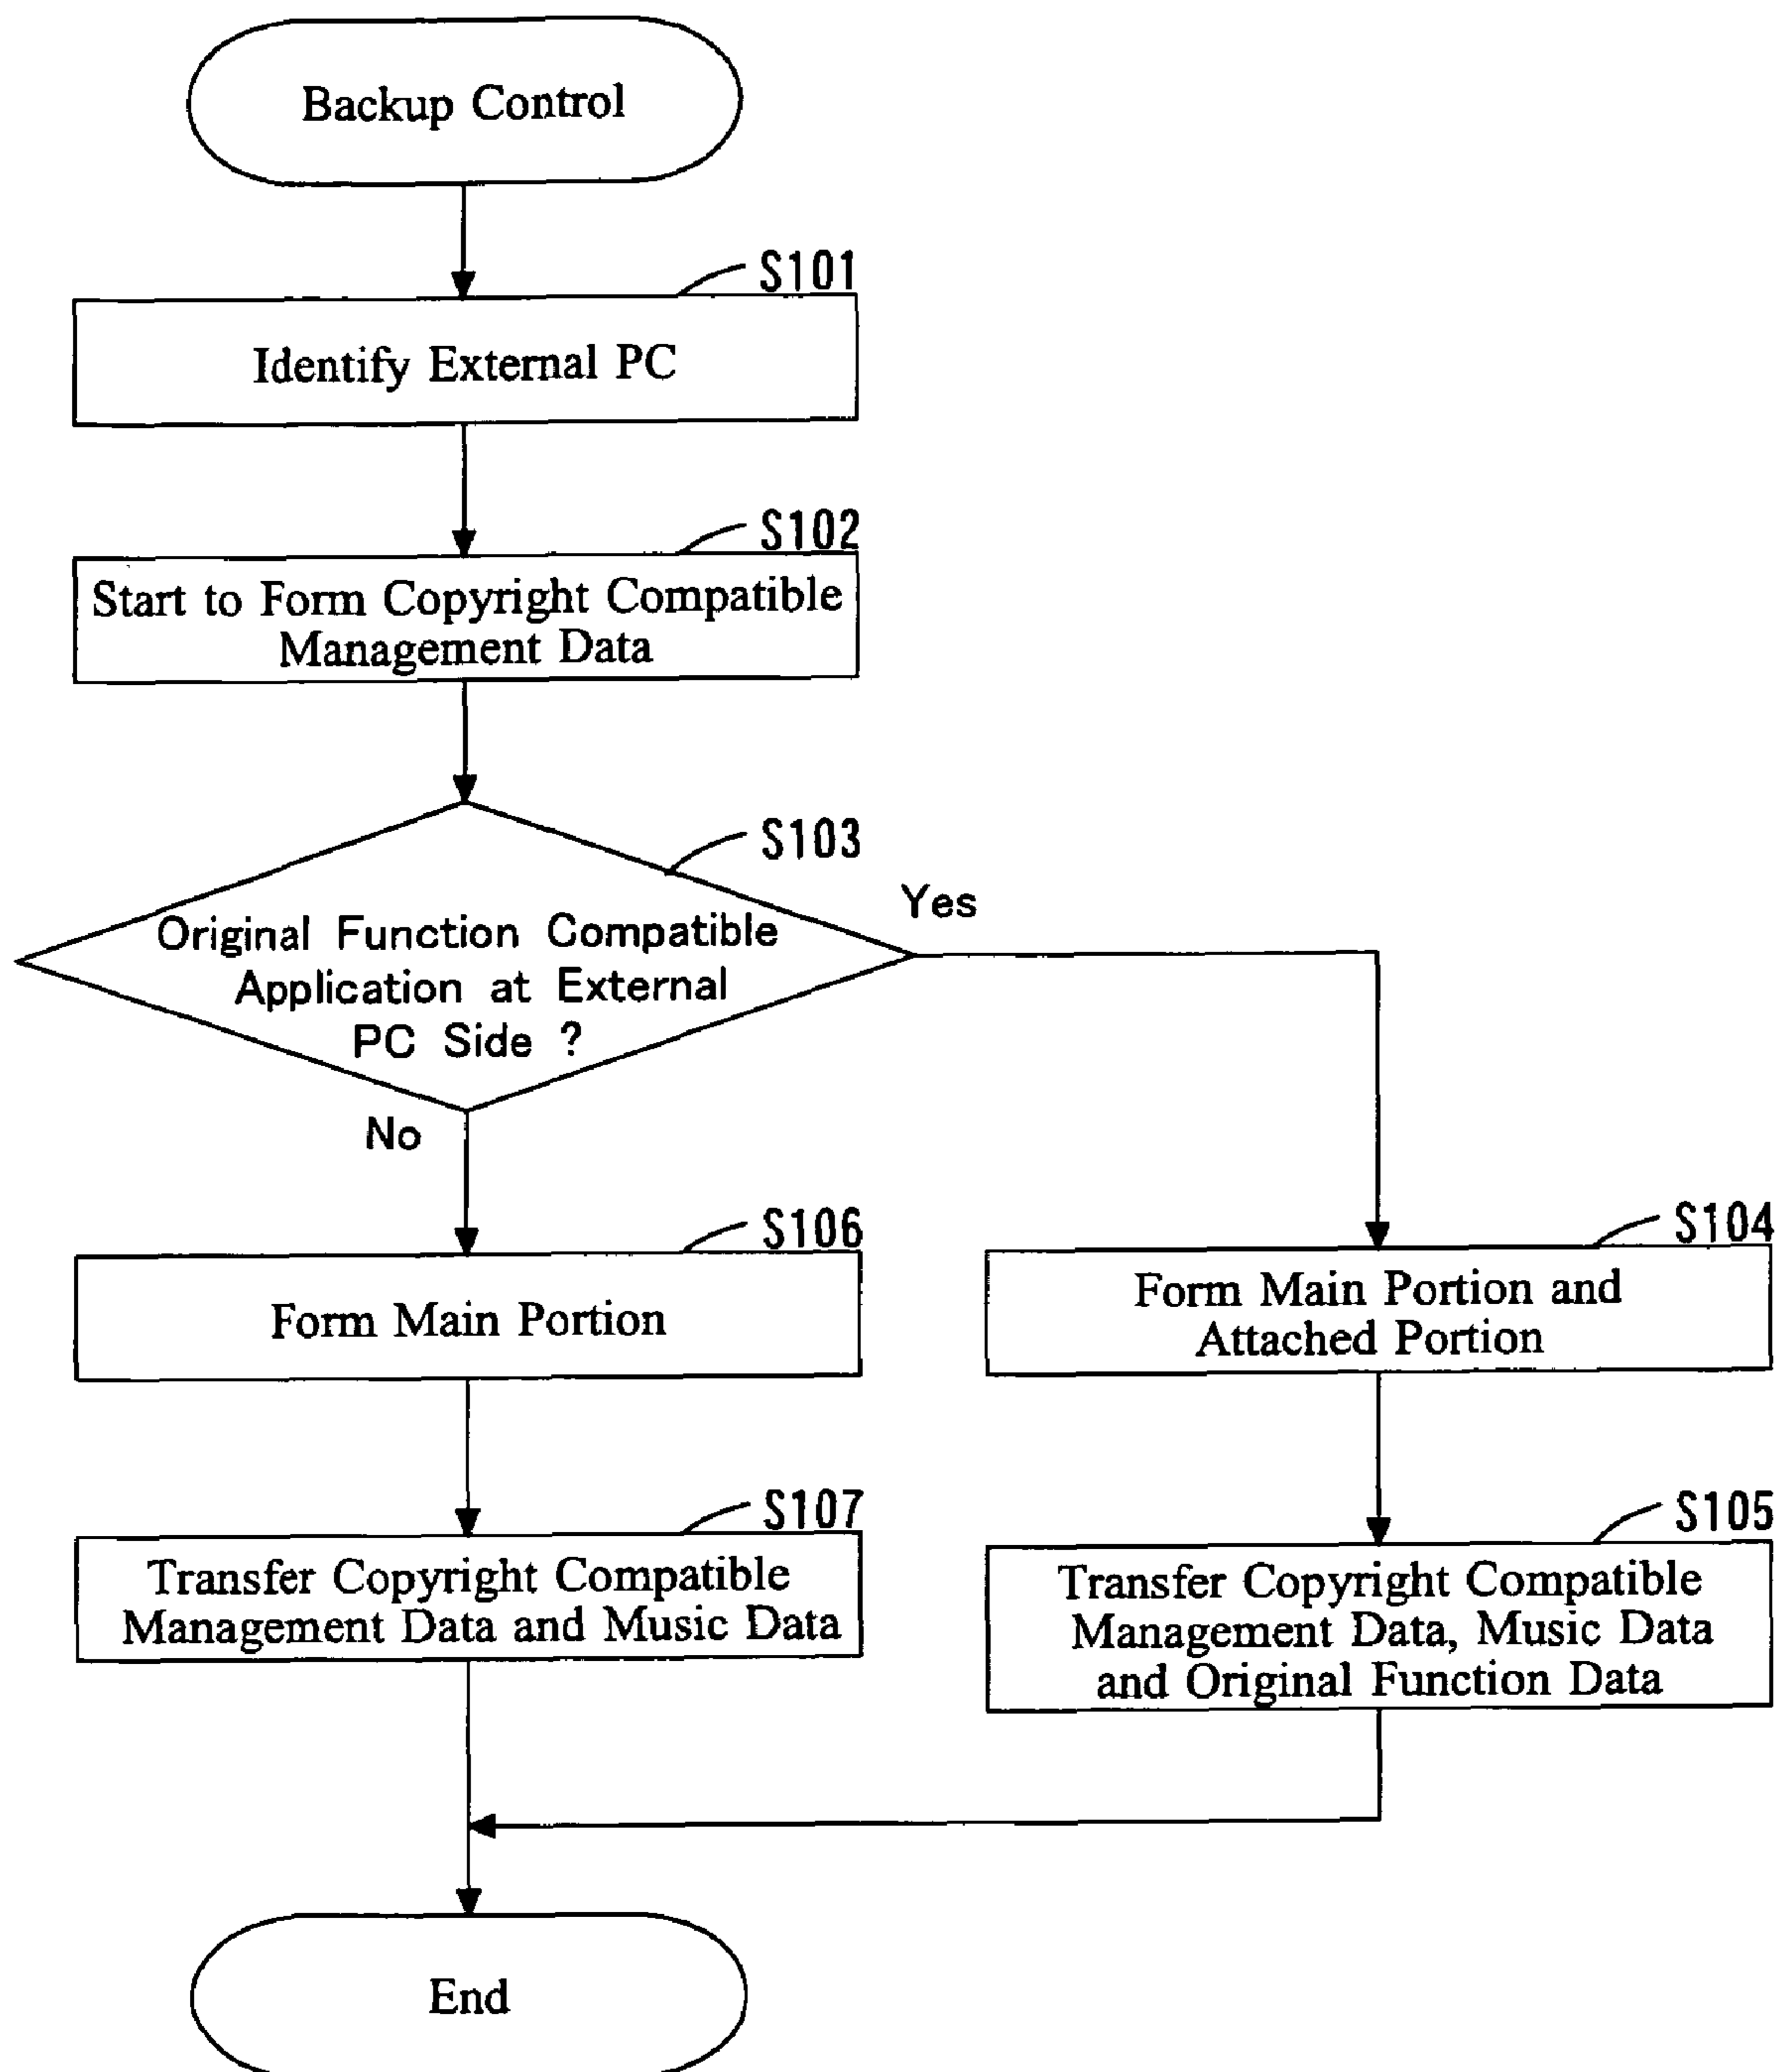 Backup Control
S101
Identify External PC
S102
Start to Form Copyright Compatible
Management Data
S103
Original Function Compatible
Application at External
PC Side ?
Yes
No
S106
Form Main Portion
S104
Form Main Portion and
Attached Portion
S107
Transfer Copyright Compatible
Management Data and Music Data
S105
Transfer Copyright Compatible
Management Data, Music Data
and Original Function Data
End